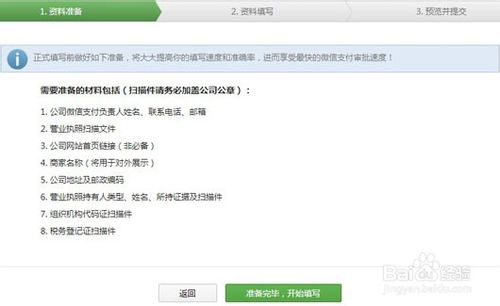 1. 资料准备
2. 资料填写
3. 预览并提交
正式填写前做好如下准备，将大大提高你的填写速度和准确率，进而享受最快的微信支付审批速度！
需要准备的材料包括（扫描件请务必加盖公司公章）：
1. 公司微信支付负责人姓名、联系电话、邮箱
2. 营业执照扫描文件
3. 公司网站首页链接（非必备）
4. 商家名称（将用于对外展示）
5. 公司地址及邮政编码
6. 营业执照持有人类型、姓名、所持证据及扫描件
7. 组织机构代码证扫描件
8. 税务登记证扫描件
返回
准备完毕，开始填写
Baidu 经验
jingyan.baidu.com